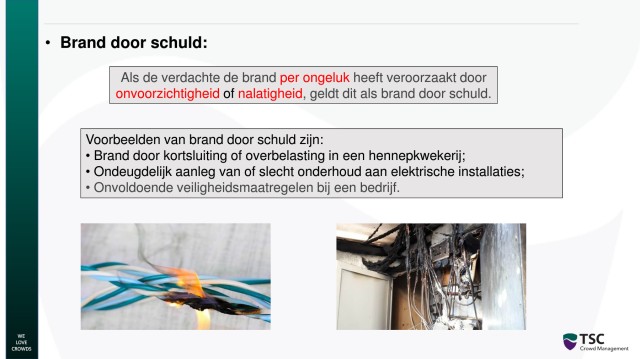 • Brand door schuld:
Als de verdachte de brand per ongeluk heeft veroorzaakt door
onvoorzichtigheid of nalatigheid, geldt dit als brand door schuld.
Voorbeelden van brand door schuld zijn:
• Brand door kortsluiting of overbelasting in een hennepkwekerij;
• Ondeugdelijk aanleg van of slecht onderhoud aan elektrische installaties;
• Onvoldoende veiligheidsmaatregelen bij een bedrijf.
WE
LOVE
CROWDS
TSC
Crowd Management